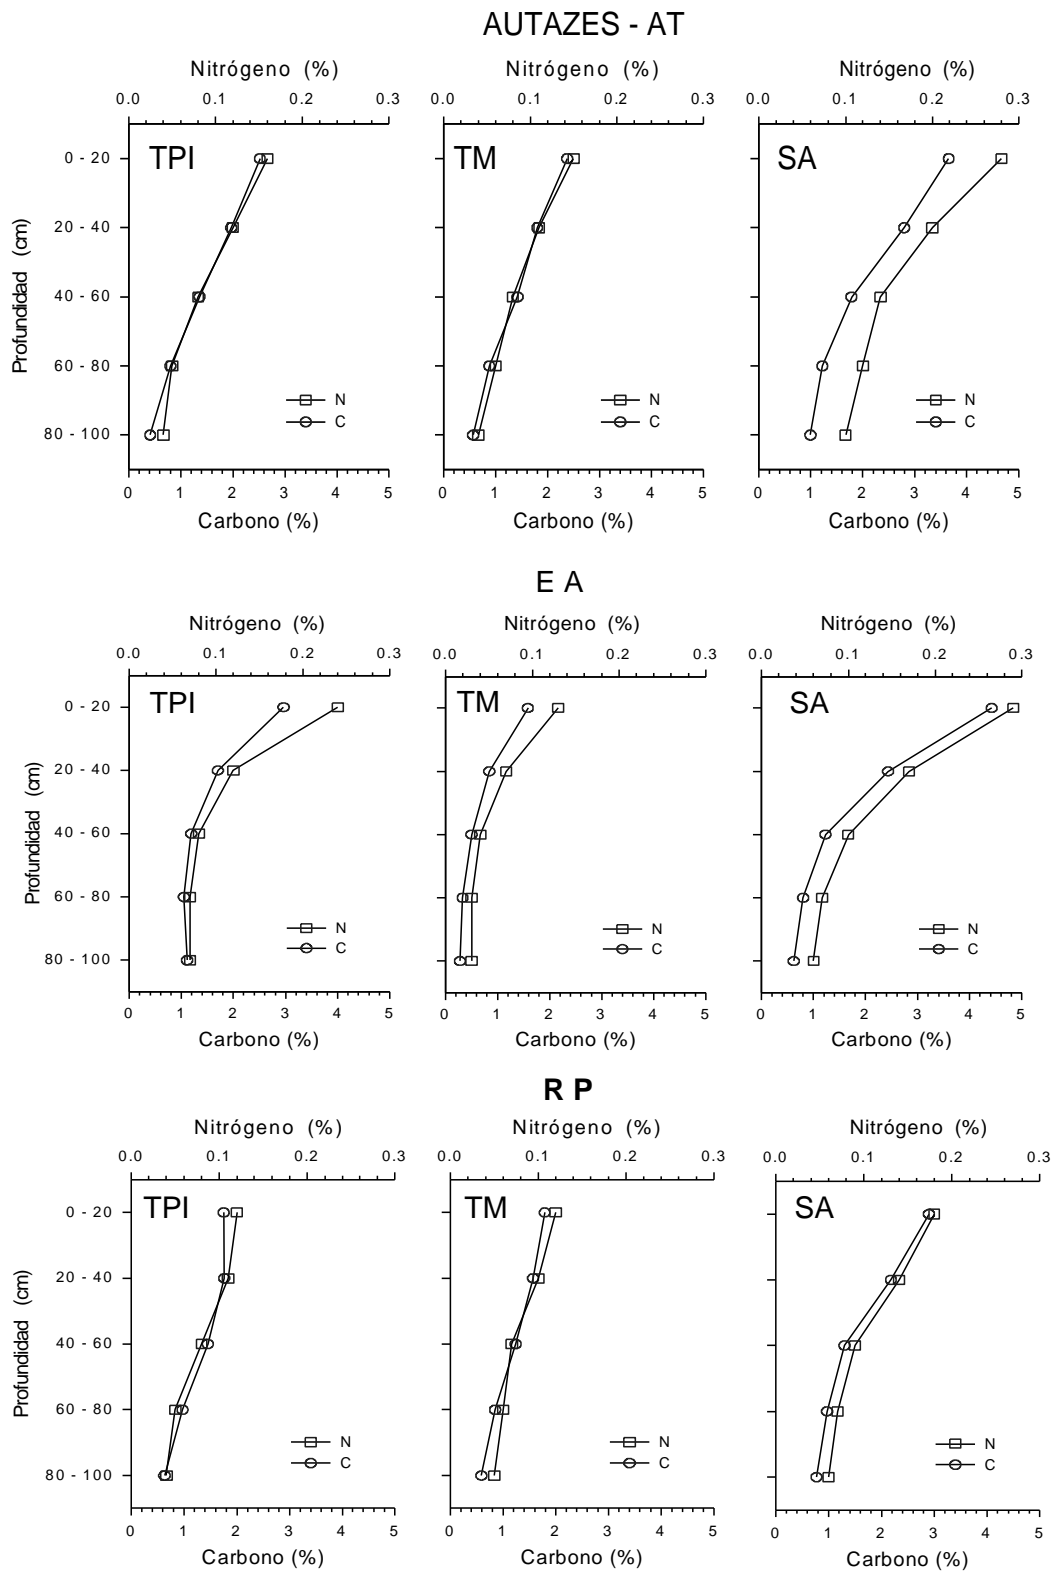 AUTAZES - AT
Nitrógeno (%) Nitrógeno (%) Nitrógeno (%)
0.0 0.1 0.2 0.3 0.0 0.1 0.2 0.3 0.0 0.1 0.2 0.3
TPI TM SA
Profundidad (cm)
0 - 20
20 - 40
40 - 60
60 - 80
80 - 100
N N N
C C C
0 1 2 3 4 5 0 1 2 3 4 5 0 1 2 3 4 5
Carbono (%) Carbono (%) Carbono (%)
E A
Nitrógeno (%) Nitrógeno (%) Nitrógeno (%)
0.0 0.1 0.2 0.3 0.0 0.1 0.2 0.3 0.0 0.1 0.2 0.3
TPI TM SA
Profundidad (cm)
0 - 20
20 - 40
40 - 60
60 - 80
80 - 100
N N N
C C C
0 1 2 3 4 5 0 1 2 3 4 5 0 1 2 3 4 5
Carbono (%) Carbono (%) Carbono (%)
R P
Nitrógeno (%) Nitrógeno (%) Nitrógeno (%)
0.0 0.1 0.2 0.3 0.0 0.1 0.2 0.3 0.0 0.1 0.2 0.3
TPI TM SA
Profundidad (cm)
0 - 20
20 - 40
40 - 60
60 - 80
80 - 100
N N N
C C C
0 1 2 3 4 5 0 1 2 3 4 5 0 1 2 3 4 5
Carbono (%) Carbono (%) Carbono (%)